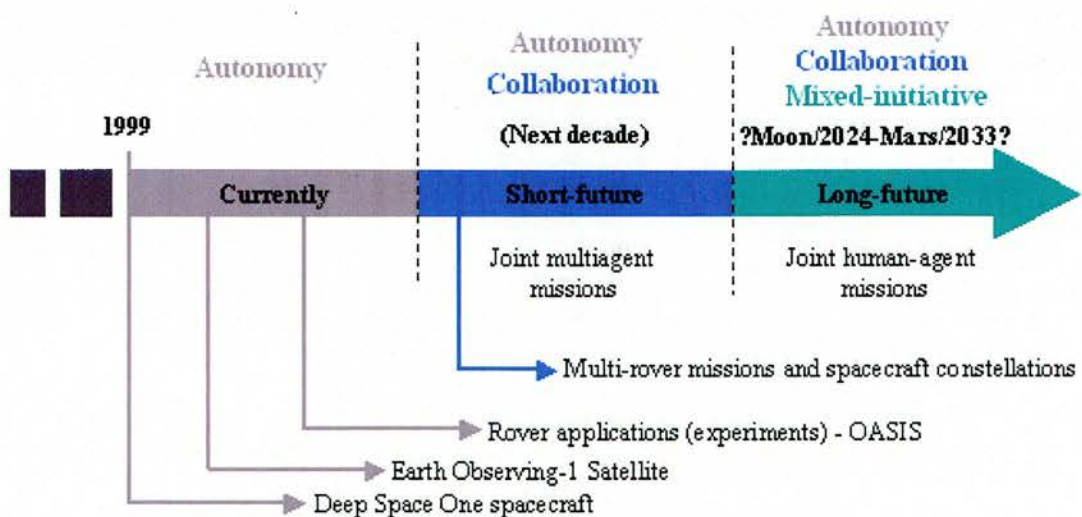 Autonomy
Autonomy
Collaboration
Autonomy
Collaboration
Mixed-initiative
1999
(Next decade)
?Moon/2024-Mars/2033?
Currently
Short-future
Long-future
Joint multiagent
missions
Joint human-agent
missions
Multi-rover missions and spacecraft constellations
Rover applications (experiments) - OASIS
Earth Observing-1 Satellite
Deep Space One spacecraft